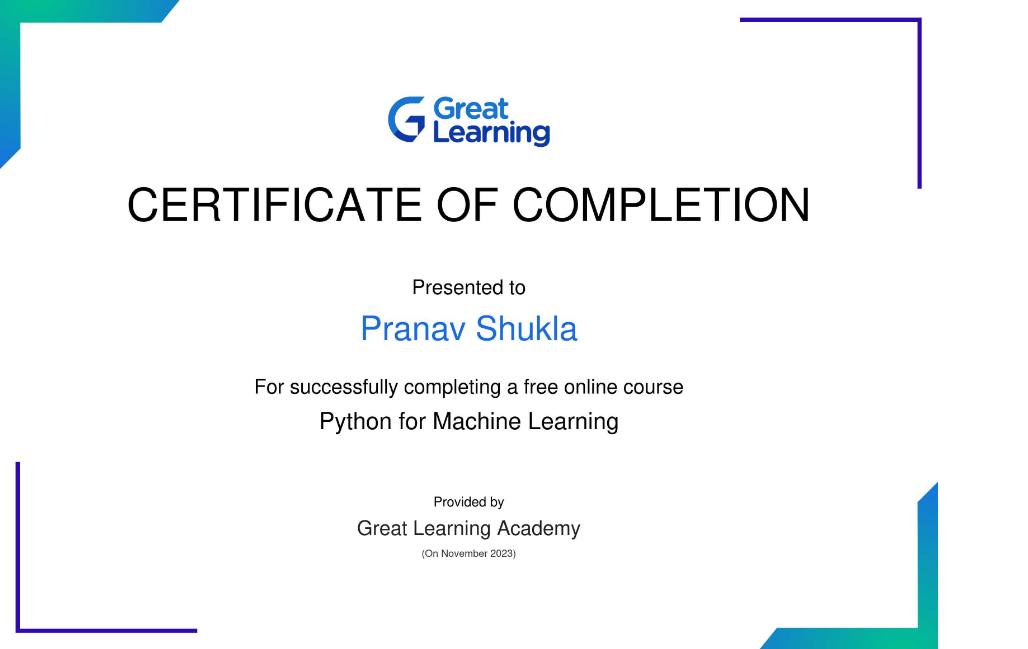 Great
Learning
CERTIFICATE OF COMPLETION
Presented to
Pranav Shukla
For successfully completing a free online course
Python for Machine Learning
Provided by
Great Learning Academy
(On November 2023)